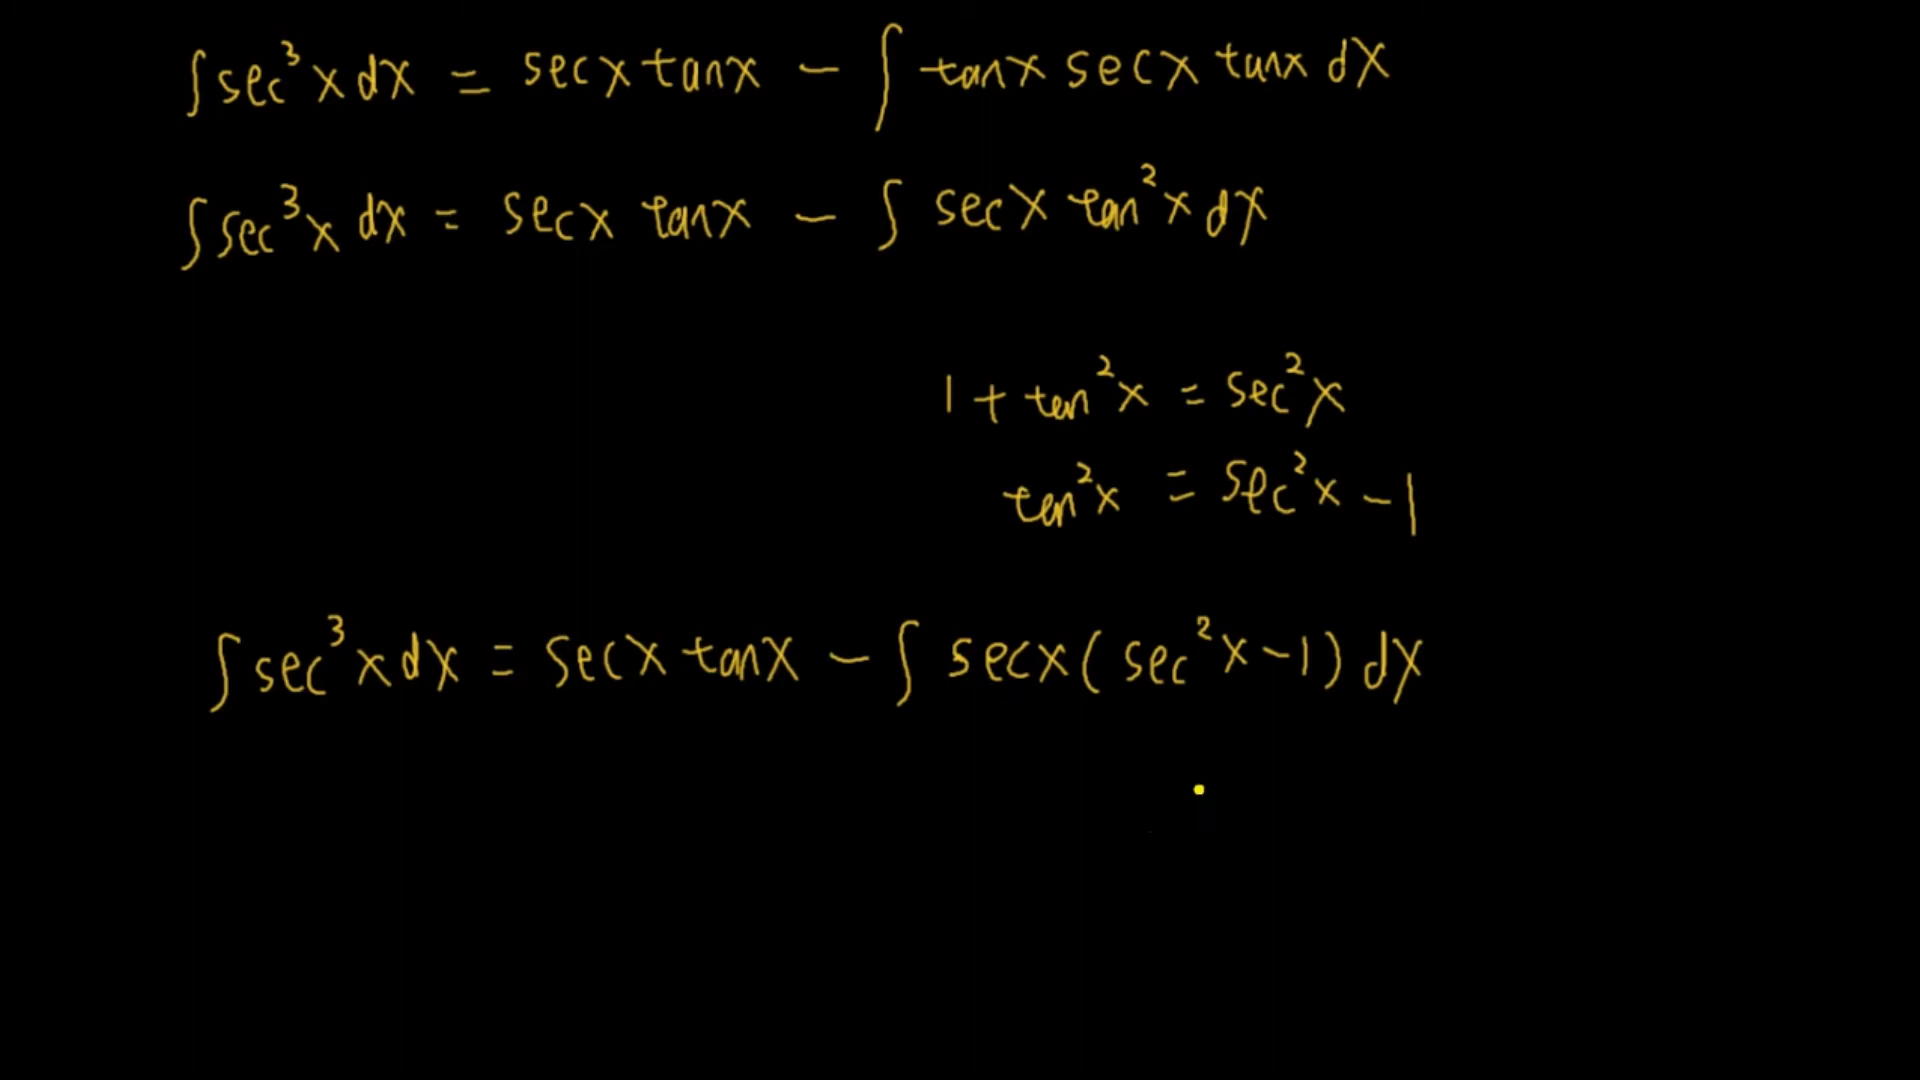 ∫ sec³x dx = secx tanx − ∫ tanx secx tanx dx
∫ sec³x dx = secx tanx − ∫ secx tan²x dx
1 + tan²x = sec²x
tan²x = sec²x − 1
∫ sec³x dx = secx tanx − ∫ secx (sec²x − 1) dx